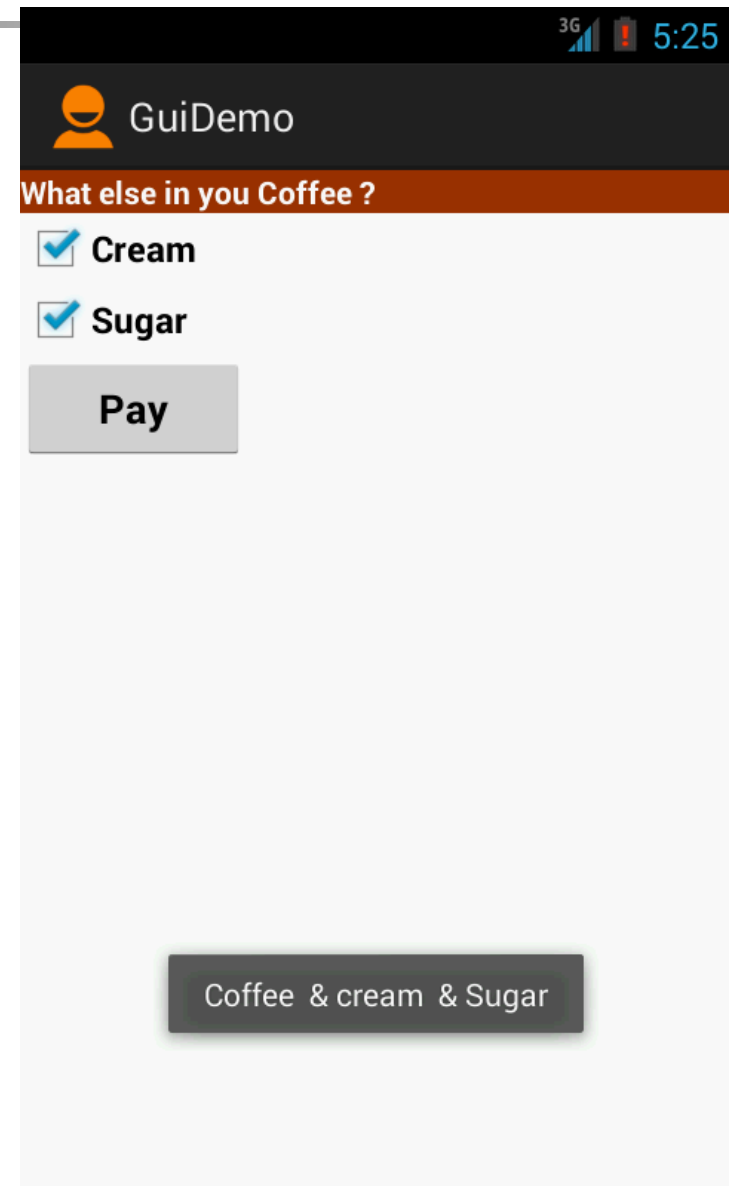 3G 5:25
GuiDemo
What else in you Coffee ?
Cream
Sugar
Pay
Coffee & cream & Sugar